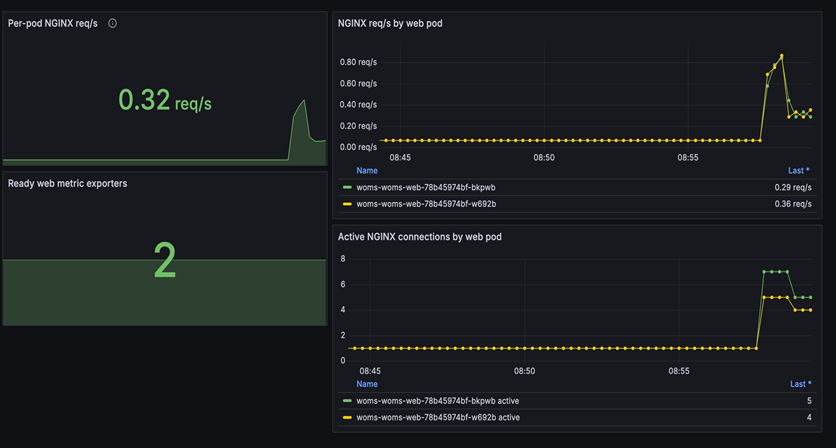 Per-pod NGINX req/s
0.32 req/s
Ready web metric exporters
2
NGINX req/s by web pod
0.80 req/s
0.60 req/s
0.40 req/s
0.20 req/s
0.00 req/s
08:45 08:50 08:55
Name Last *
woms-woms-web-78b45974bf-bkpwb 0.29 req/s
woms-woms-web-78b45974bf-w692b 0.36 req/s
Active NGINX connections by web pod
8
6
4
2
0
08:45 08:50 08:55
Name Last *
woms-woms-web-78b45974bf-bkpwb active 5
woms-woms-web-78b45974bf-w692b active 4